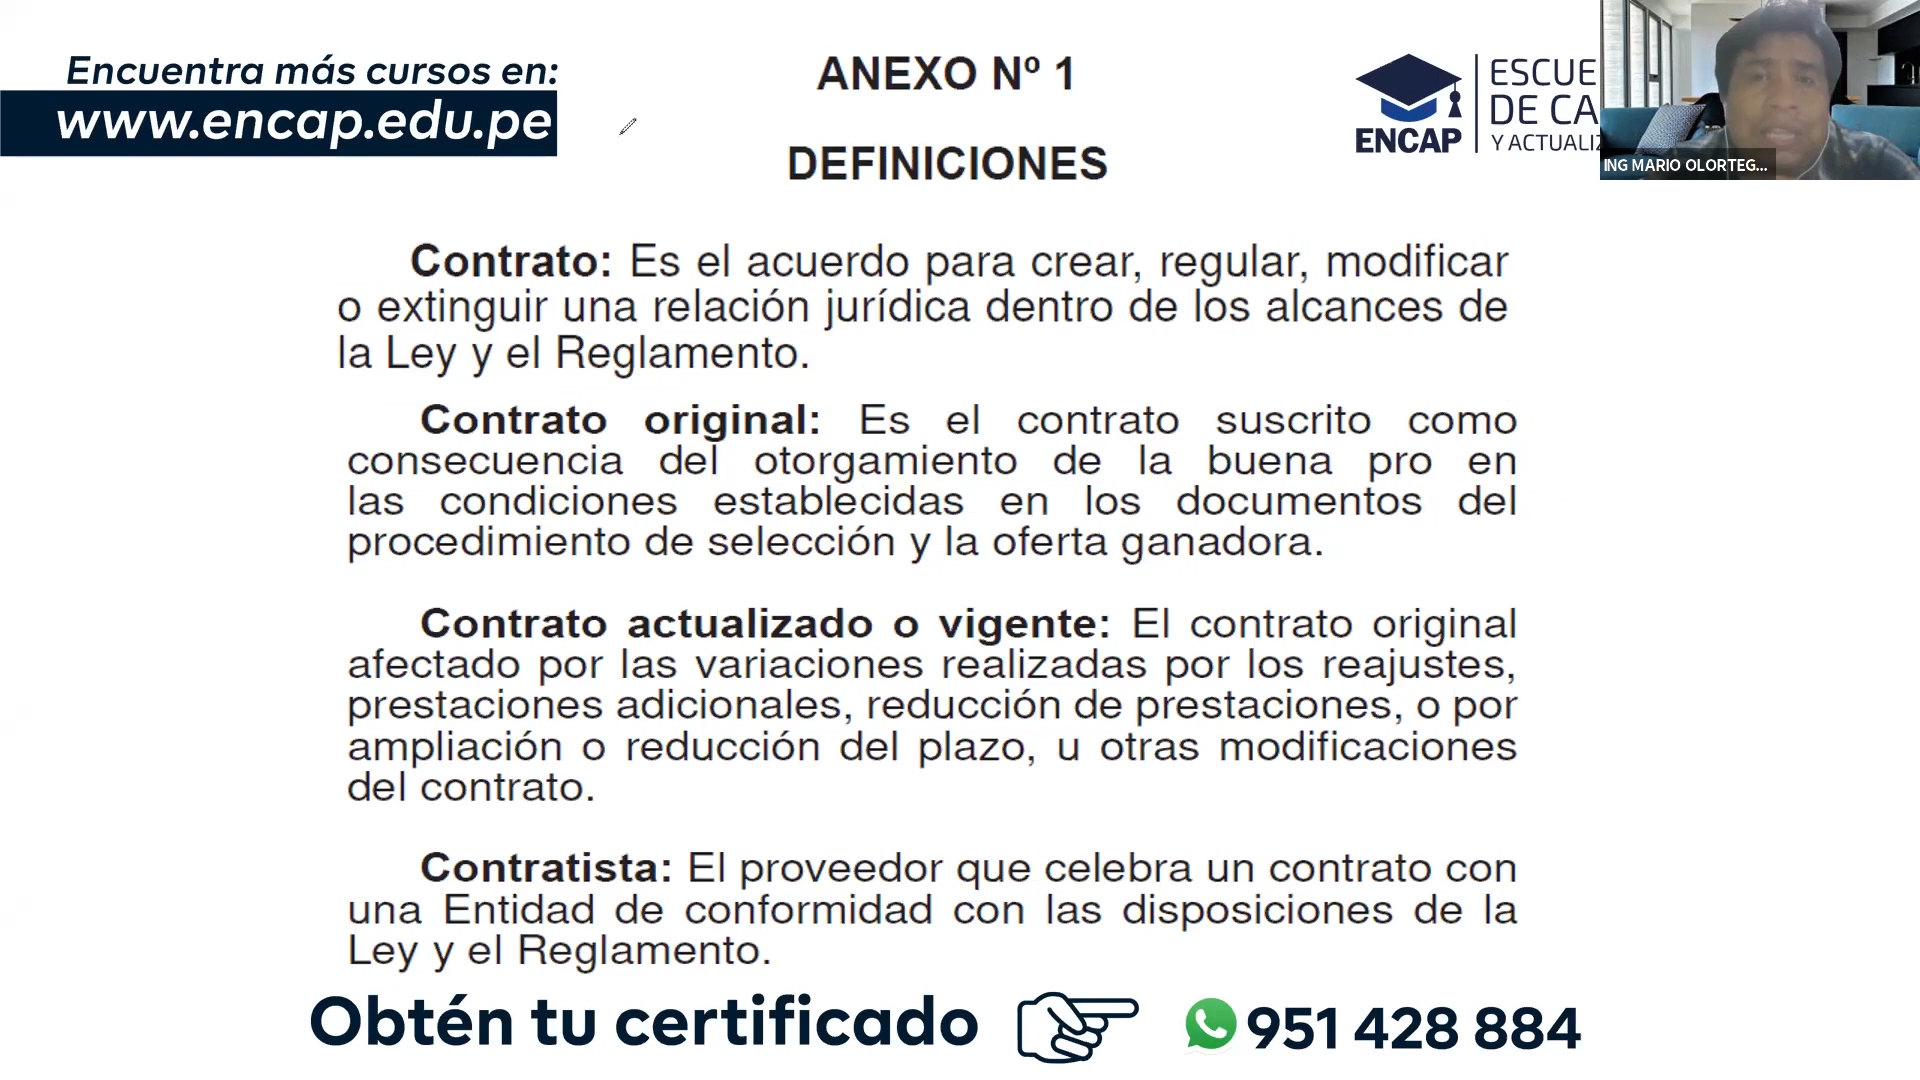 Encuentra más cursos en:
www.encap.edu.pe
ANEXO Nº 1
DEFINICIONES
ENCAP
ESCUE
DE CA
Y ACTUALIZ
ING MARIO OLORTEG...
Contrato: Es el acuerdo para crear, regular, modificar
o extinguir una relación jurídica dentro de los alcances de
la Ley y el Reglamento.
Contrato original: Es el contrato suscrito como
consecuencia del otorgamiento de la buena pro en
las condiciones establecidas en los documentos del
procedimiento de selección y la oferta ganadora.
Contrato actualizado o vigente: El contrato original
afectado por las variaciones realizadas por los reajustes,
prestaciones adicionales, reducción de prestaciones, o por
ampliación o reducción del plazo, u otras modificaciones
del contrato.
Contratista: El proveedor que celebra un contrato con
una Entidad de conformidad con las disposiciones de la
Ley y el Reglamento.
Obtén tu certificado
951 428 884